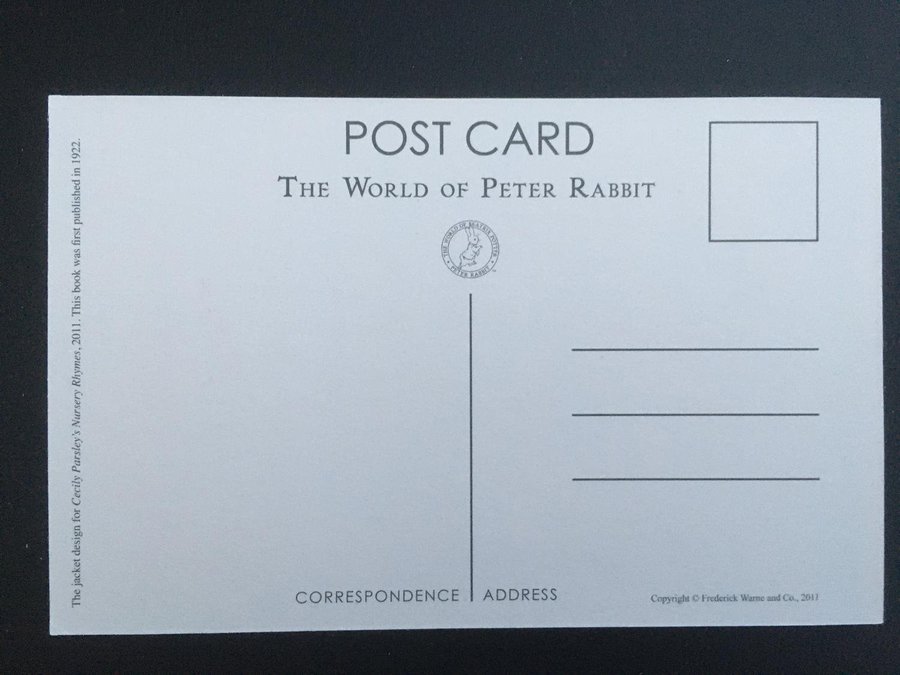 POST CARD
THE WORLD OF PETER RABBIT
THE WORLD OF BEATRIX POTTER
PETER RABBIT
The jacket design for Cecily Parsley's Nursery Rhymes, 2011. This book was first published in 1922.
CORRESPONDENCE
ADDRESS
Copyright © Frederick Warne and Co., 2011